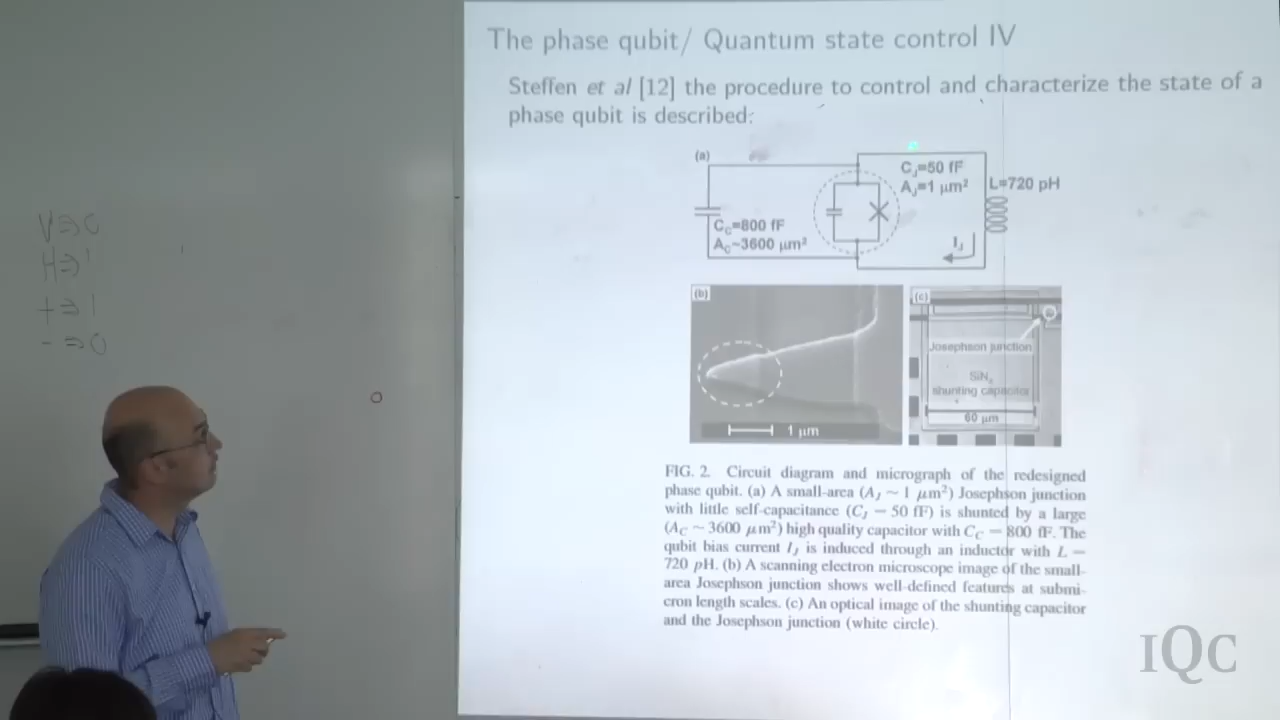 The phase qubit/ Quantum state control IV
Steffen et al [12] the procedure to control and characterize the state of a
phase qubit is described:
(a)
CJ=50 fF
AJ=1 μm²
L=720 pH
CC=800 fF
AC~3600 μm²
IJ
(b)
1 μm
(c)
Josephson junction
SiNx
shunting capacitor
60 μm
FIG. 2. Circuit diagram and micrograph of the redesigned
phase qubit. (a) A small-area (AJ ~ 1 μm²) Josephson junction
with little self-capacitance (CJ = 50 fF) is shunted by a large
(AC ~ 3600 μm²) high quality capacitor with CC = 800 fF. The
qubit bias current IJ is induced through an inductor with L =
720 pH. (b) A scanning electron microscope image of the small-
area Josephson junction shows well-defined features at submi-
cron length scales. (c) An optical image of the shunting capacitor
and the Josephson junction (white circle).
V⇒0
H⇒1
+⇒1
-⇒0
IQC